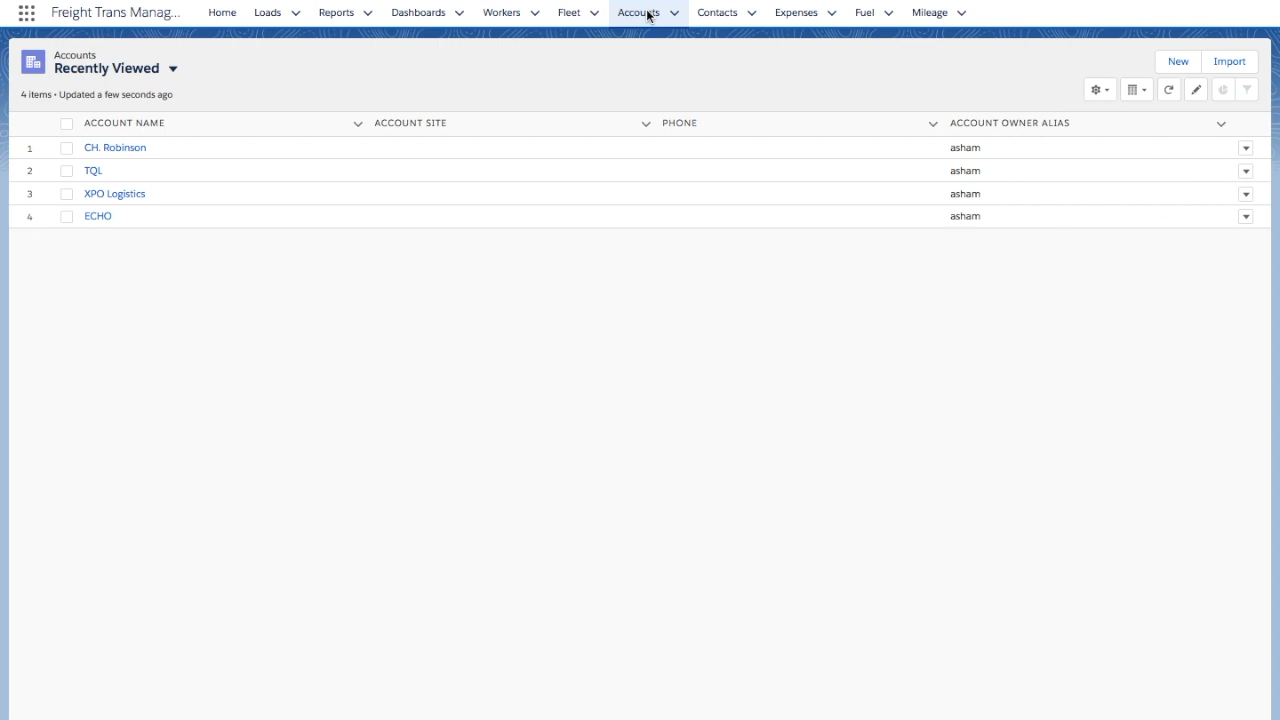 Freight Trans Manag... Home Loads Reports Dashboards Workers Fleet Accounts Contacts Expenses Fuel Mileage
Accounts
Recently Viewed
New Import
4 items • Updated a few seconds ago
ACCOUNT NAME ACCOUNT SITE PHONE ACCOUNT OWNER ALIAS
1 CH. Robinson asham
2 TQL asham
3 XPO Logistics asham
4 ECHO asham